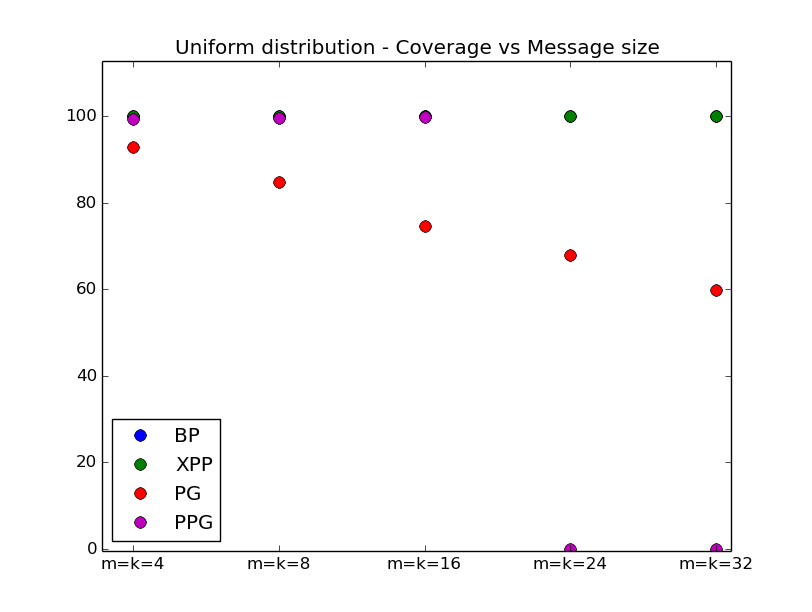 Uniform distribution - Coverage vs Message size
100
80
60
40
20
0
BP
XPP
PG
PPG
m=k=4 m=k=8 m=k=16 m=k=24 m=k=32